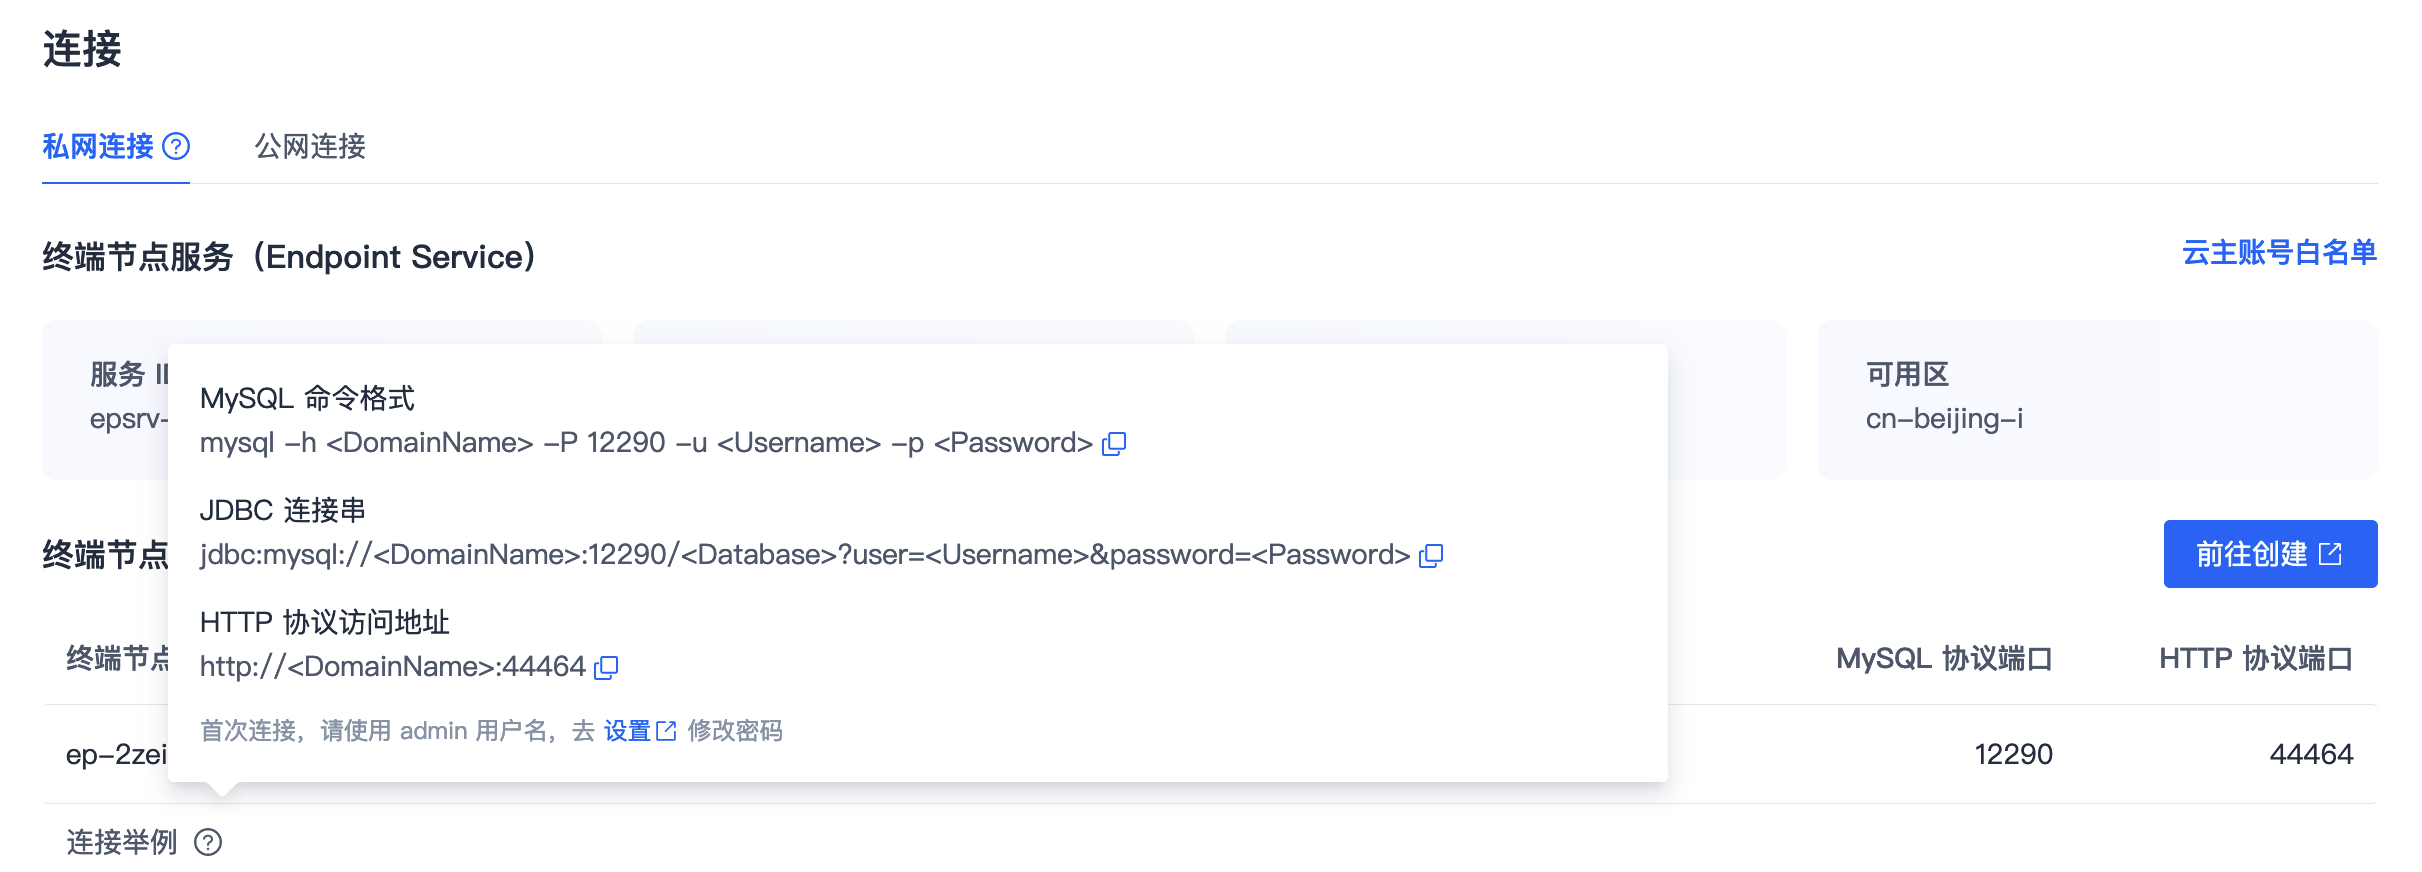 连接
私网连接
公网连接
终端节点服务（Endpoint Service）
云主账号白名单
服务
epsrv-
可用区
cn-beijing-i
MySQL 命令格式
mysql -h <DomainName> -P 12290 -u <Username> -p <Password>
JDBC 连接串
jdbc:mysql://<DomainName>:12290/<Database>?user=<Username>&password=<Password>
HTTP 协议访问地址
http://<DomainName>:44464
首次连接，请使用 admin 用户名，去 设置 修改密码
终端节点
前往创建
终端节点
MySQL 协议端口
HTTP 协议端口
ep-2zei
12290
44464
连接举例